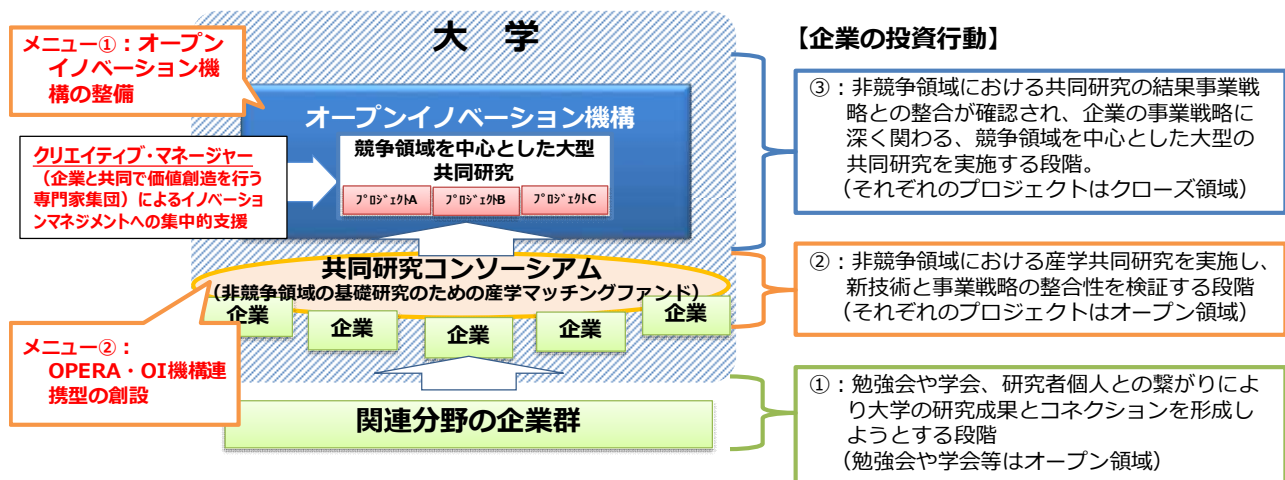 大　学
メニュー①：オープン
イノベーション機
構の整備
オープンイノベーション機構
競争領域を中心とした大型
共同研究
ﾌﾟﾛｼﾞｪｸﾄA
ﾌﾟﾛｼﾞｪｸﾄB
ﾌﾟﾛｼﾞｪｸﾄC
クリエイティブ・マネージャー
（企業と共同で価値創造を行う
専門家集団）によるイノベーショ
ンマネジメントへの集中的支援
共同研究コンソーシアム
（非競争領域の基礎研究のための産学マッチングファンド）
企業
企業
企業
企業
企業
メニュー②：
OPERA・OI機構連
携型の創設
関連分野の企業群
【企業の投資行動】
③：非競争領域における共同研究の結果事業戦
略との整合が確認され、企業の事業戦略に
深く関わる、競争領域を中心とした大型の
共同研究を実施する段階。
（それぞれのプロジェクトはクローズ領域）
②：非競争領域における産学共同研究を実施し、
新技術と事業戦略の整合性を検証する段階
（それぞれのプロジェクトはオープン領域）
①：勉強会や学会、研究者個人との繋がりによ
り大学の研究成果とコネクションを形成し
ようとする段階
（勉強会や学会等はオープン領域）